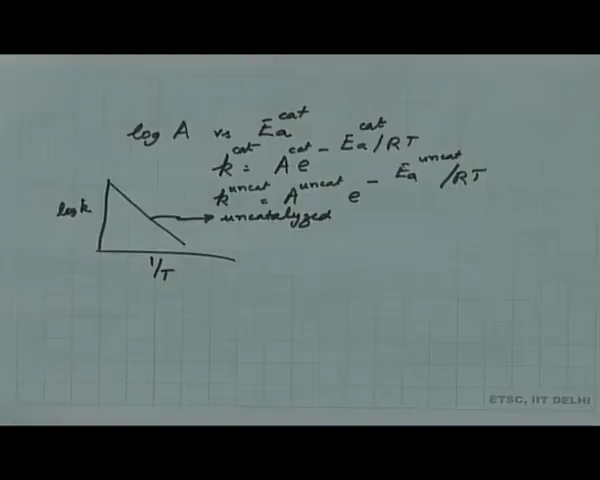 log A vs Ea^cat
k^cat = A^cat e^-Ea^cat/RT
k^uncat = A^uncat e^-Ea^uncat/RT
log k
uncatalyzed
1/T
ETSC, IIT DELHI